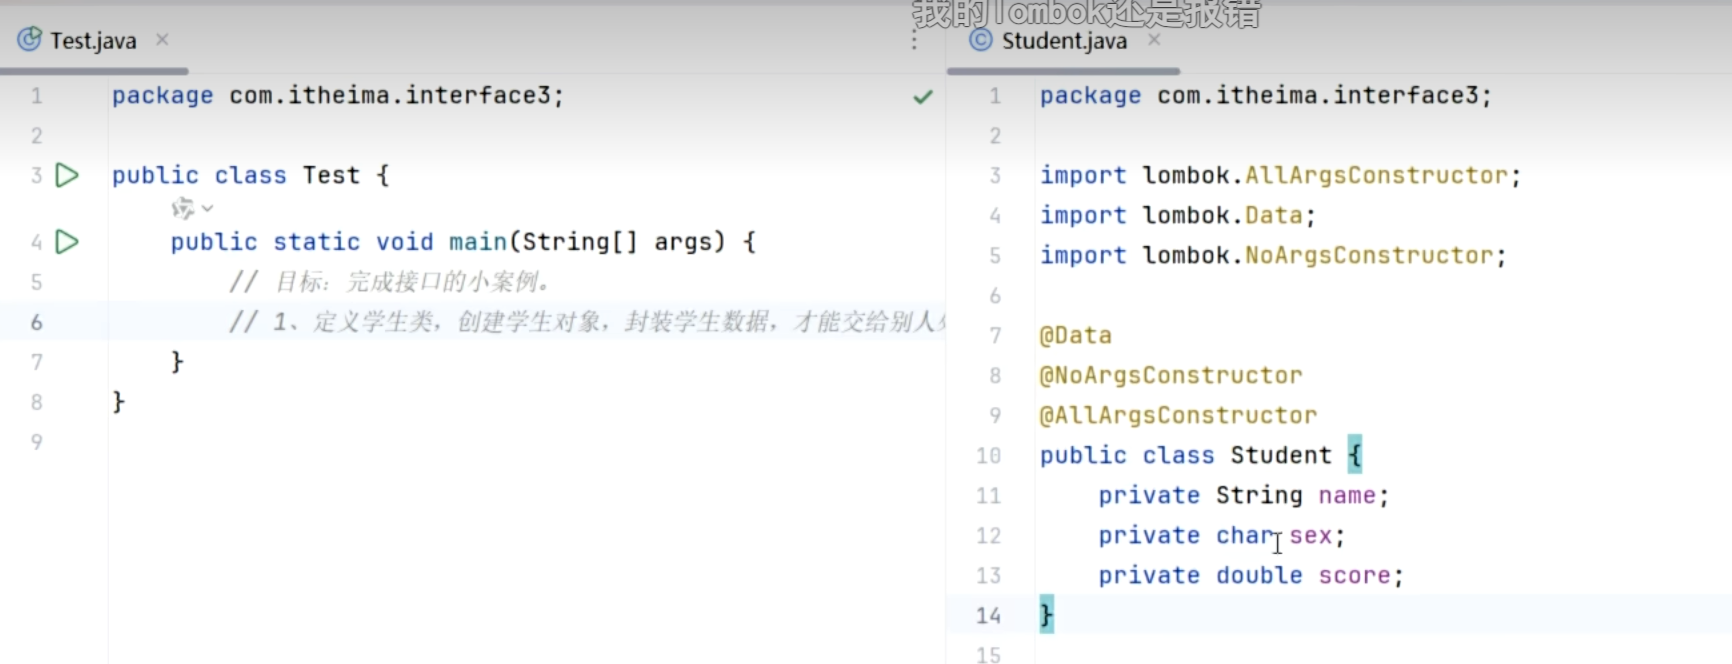 我的lombok还是报错
Test.java
1 package com.itheima.interface3;
2
3 public class Test {
4 public static void main(String[] args) {
5 // 目标：完成接口的小案例。
6 // 1、定义学生类，创建学生对象，封装学生数据，才能交给别人
7 }
8 }
9
Student.java
1 package com.itheima.interface3;
2
3 import lombok.AllArgsConstructor;
4 import lombok.Data;
5 import lombok.NoArgsConstructor;
6
7 @Data
8 @NoArgsConstructor
9 @AllArgsConstructor
10 public class Student {
11 private String name;
12 private char sex;
13 private double score;
14 }
15